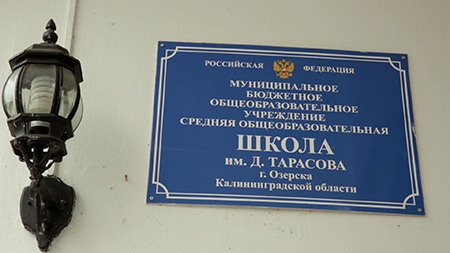 РОССИЙСКАЯ ФЕДЕРАЦИЯ
МУНИЦИПАЛЬНОЕ
БЮДЖЕТНОЕ
ОБЩЕОБРАЗОВАТЕЛЬНОЕ
УЧРЕЖДЕНИЕ
СРЕДНЯЯ ОБЩЕОБРАЗОВАТЕЛЬНАЯ
ШКОЛА
ИМ. Д. ТАРАСОВА
г. Озерска
Калининградской области